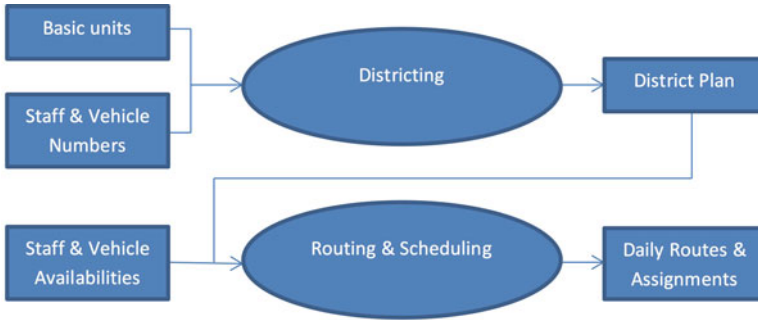 Basic units
Districting
District Plan
Staff & Vehicle
Numbers
Staff & Vehicle
Availabilities
Routing & Scheduling
Daily Routes &
Assignments